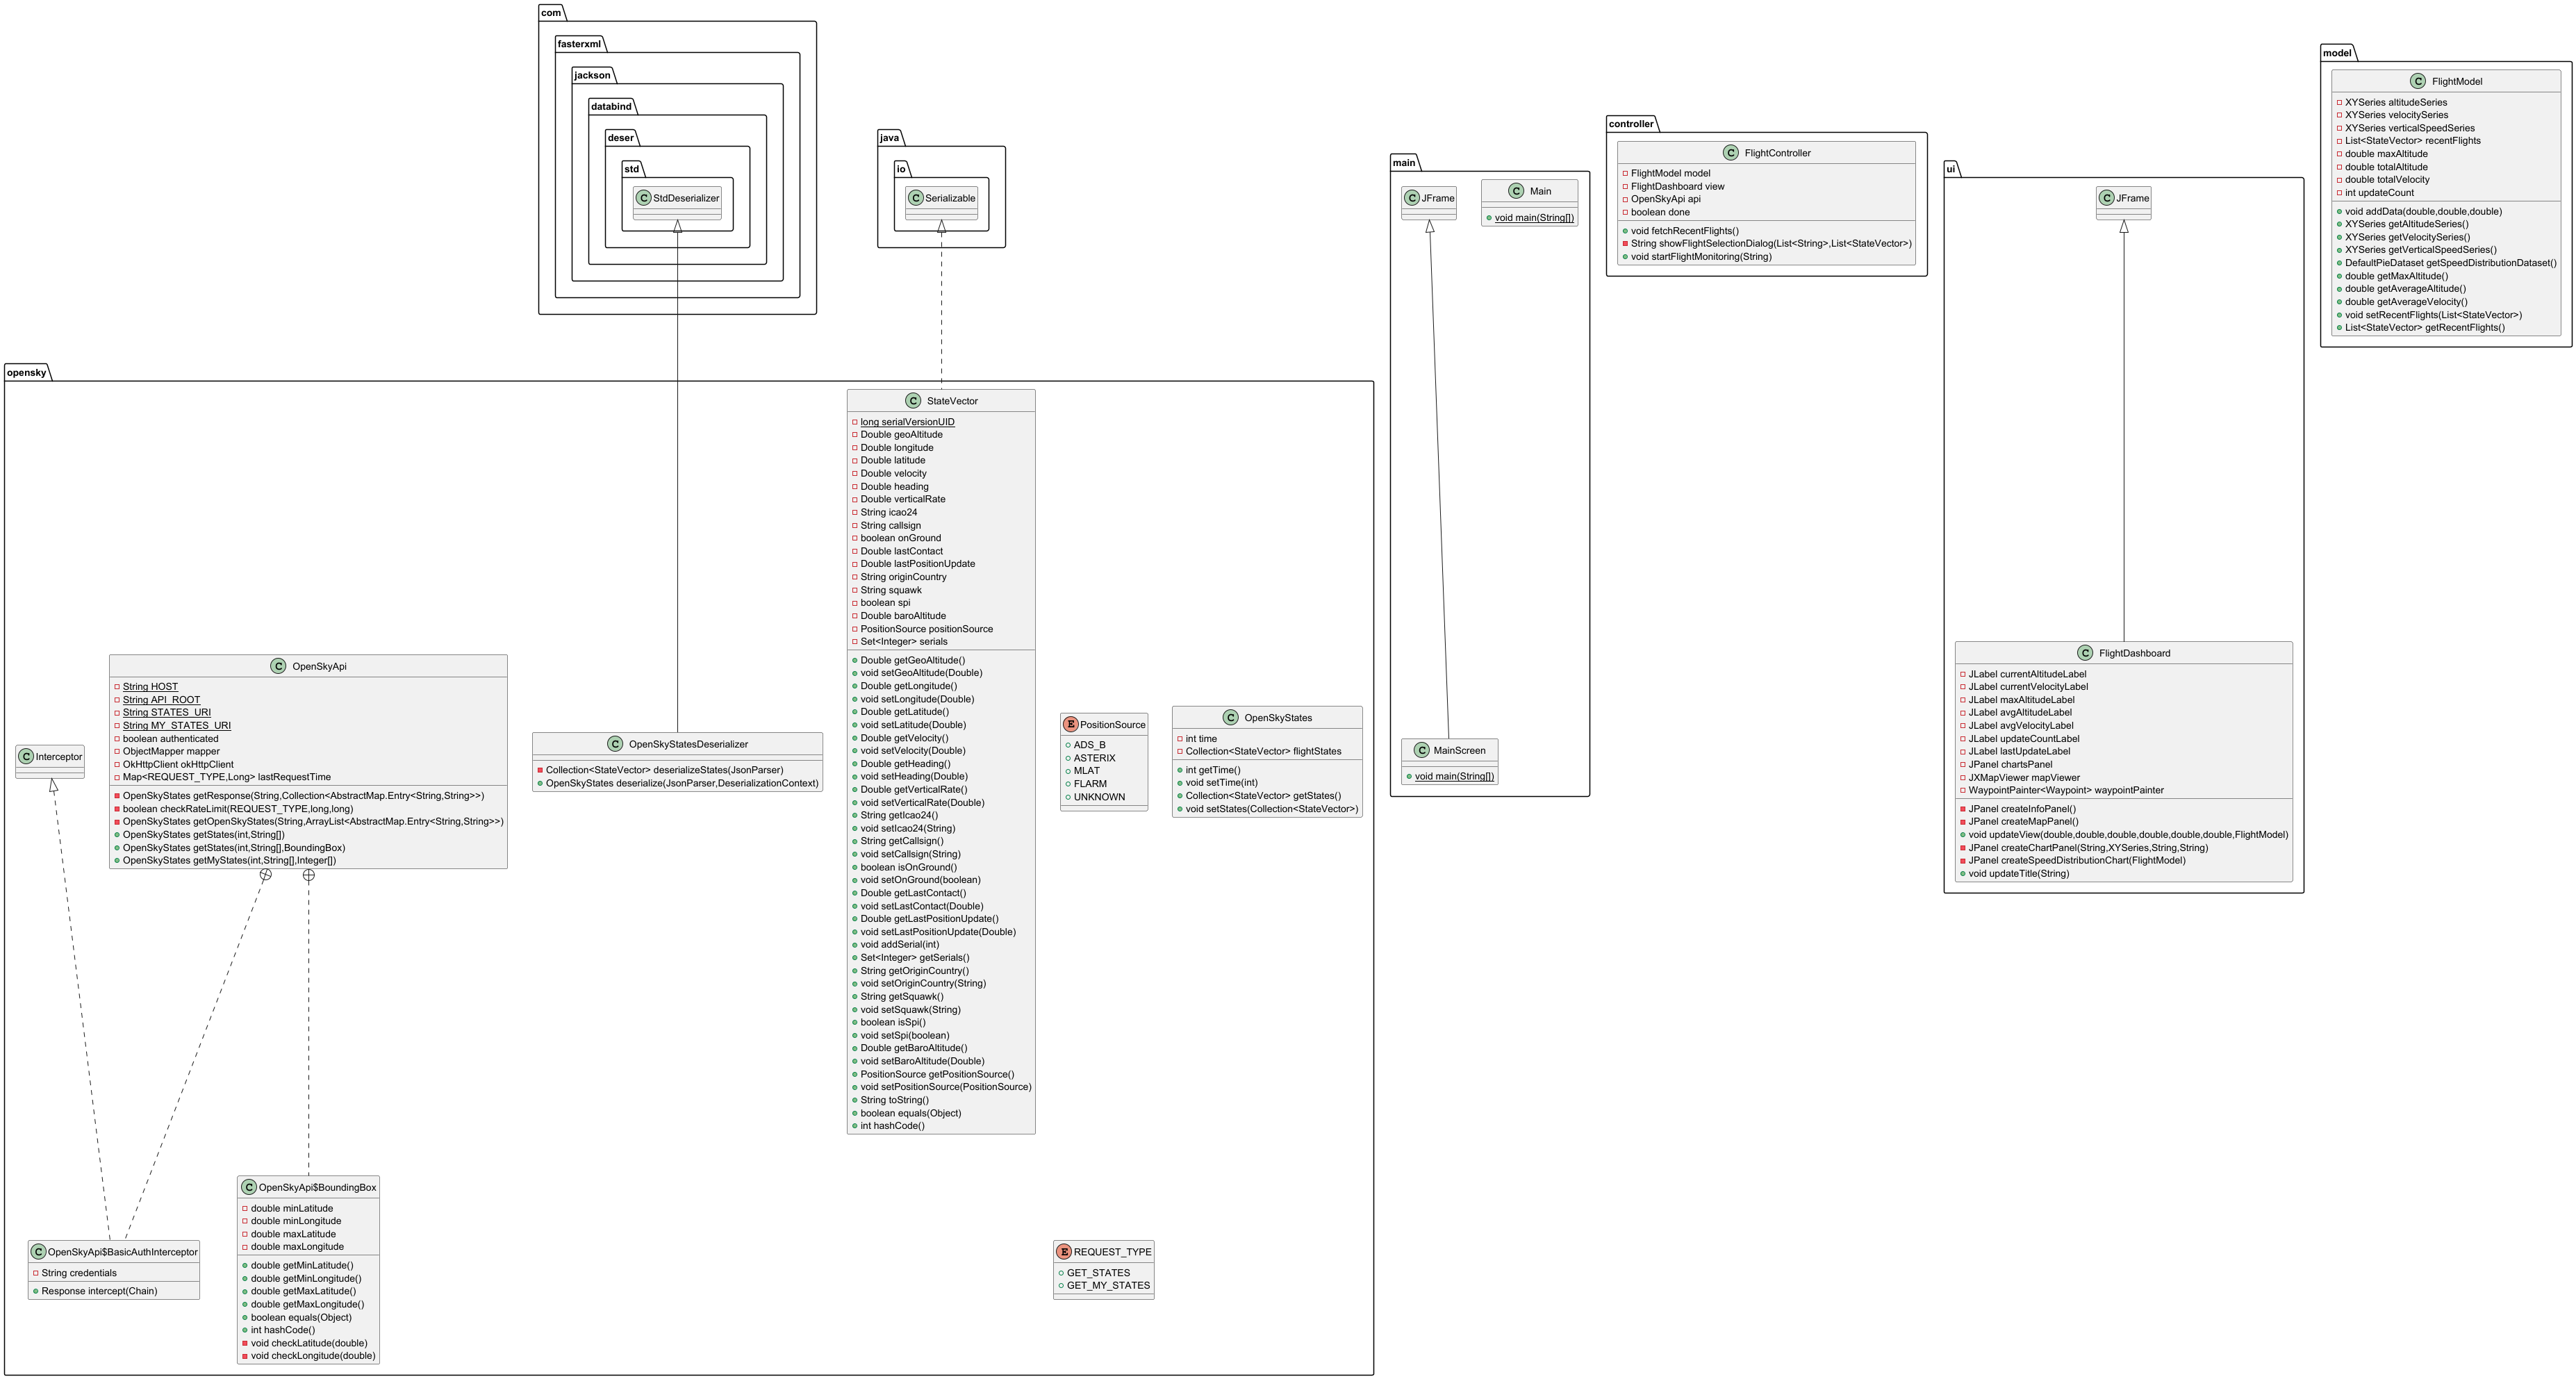 com
fasterxml
jackson
databind
deser
std
StdDeserializer
java
io
Serializable
opensky
Interceptor
OpenSkyApi
String HOST
String API_ROOT
String STATES_URI
String MY_STATES_URI
boolean authenticated
ObjectMapper mapper
OkHttpClient okHttpClient
Map<REQUEST_TYPE,Long> lastRequestTime
OpenSkyStates getResponse(String,Collection<AbstractMap.Entry<String,String>>)
boolean checkRateLimit(REQUEST_TYPE,long,long)
OpenSkyStates getOpenSkyStates(String,ArrayList<AbstractMap.Entry<String,String>>)
OpenSkyStates getStates(int,String[])
OpenSkyStates getStates(int,String[],BoundingBox)
OpenSkyStates getMyStates(int,String[],Integer[])
OpenSkyApi$BasicAuthInterceptor
String credentials
Response intercept(Chain)
OpenSkyApi$BoundingBox
double minLatitude
double minLongitude
double maxLatitude
double maxLongitude
double getMinLatitude()
double getMinLongitude()
double getMaxLatitude()
double getMaxLongitude()
boolean equals(Object)
int hashCode()
void checkLatitude(double)
void checkLongitude(double)
OpenSkyStatesDeserializer
Collection<StateVector> deserializeStates(JsonParser)
OpenSkyStates deserialize(JsonParser,DeserializationContext)
StateVector
long serialVersionUID
Double geoAltitude
Double longitude
Double latitude
Double velocity
Double heading
Double verticalRate
String icao24
String callsign
boolean onGround
Double lastContact
Double lastPositionUpdate
String originCountry
String squawk
boolean spi
Double baroAltitude
PositionSource positionSource
Set<Integer> serials
Double getGeoAltitude()
void setGeoAltitude(Double)
Double getLongitude()
void setLongitude(Double)
Double getLatitude()
void setLatitude(Double)
Double getVelocity()
void setVelocity(Double)
Double getHeading()
void setHeading(Double)
Double getVerticalRate()
void setVerticalRate(Double)
String getIcao24()
void setIcao24(String)
String getCallsign()
void setCallsign(String)
boolean isOnGround()
void setOnGround(boolean)
Double getLastContact()
void setLastContact(Double)
Double getLastPositionUpdate()
void setLastPositionUpdate(Double)
void addSerial(int)
Set<Integer> getSerials()
String getOriginCountry()
void setOriginCountry(String)
String getSquawk()
void setSquawk(String)
boolean isSpi()
void setSpi(boolean)
Double getBaroAltitude()
void setBaroAltitude(Double)
PositionSource getPositionSource()
void setPositionSource(PositionSource)
String toString()
boolean equals(Object)
int hashCode()
PositionSource
ADS_B
ASTERIX
MLAT
FLARM
UNKNOWN
OpenSkyStates
int time
Collection<StateVector> flightStates
int getTime()
void setTime(int)
Collection<StateVector> getStates()
void setStates(Collection<StateVector>)
REQUEST_TYPE
GET_STATES
GET_MY_STATES
main
JFrame
Main
void main(String[])
MainScreen
void main(String[])
controller
FlightController
FlightModel model
FlightDashboard view
OpenSkyApi api
boolean done
void fetchRecentFlights()
String showFlightSelectionDialog(List<String>,List<StateVector>)
void startFlightMonitoring(String)
ui
JFrame
FlightDashboard
JLabel currentAltitudeLabel
JLabel currentVelocityLabel
JLabel maxAltitudeLabel
JLabel avgAltitudeLabel
JLabel avgVelocityLabel
JLabel updateCountLabel
JLabel lastUpdateLabel
JPanel chartsPanel
JXMapViewer mapViewer
WaypointPainter<Waypoint> waypointPainter
JPanel createInfoPanel()
JPanel createMapPanel()
void updateView(double,double,double,double,double,double,FlightModel)
JPanel createChartPanel(String,XYSeries,String,String)
JPanel createSpeedDistributionChart(FlightModel)
void updateTitle(String)
model
FlightModel
XYSeries altitudeSeries
XYSeries velocitySeries
XYSeries verticalSpeedSeries
List<StateVector> recentFlights
double maxAltitude
double totalAltitude
double totalVelocity
int updateCount
void addData(double,double,double)
XYSeries getAltitudeSeries()
XYSeries getVelocitySeries()
XYSeries getVerticalSpeedSeries()
DefaultPieDataset getSpeedDistributionDataset()
double getMaxAltitude()
double getAverageAltitude()
double getAverageVelocity()
void setRecentFlights(List<StateVector>)
List<StateVector> getRecentFlights()